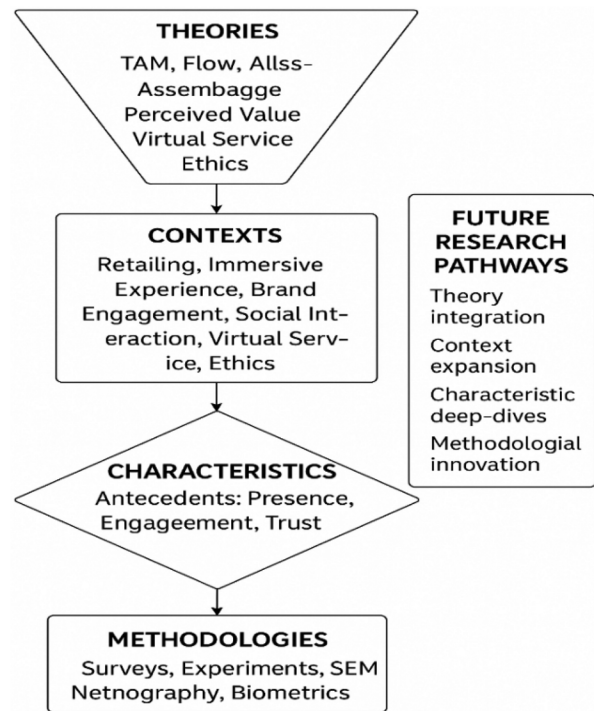 THEORIES
TAM, Flow, Allss-
Assembagge
Perceived Value
Virtual Service
Ethics
CONTEXTS
Retailing, Immersive
Experience, Brand
Engagement, Social Int-
eraction, Virtual Serv-
ice, Ethics
CHARACTERISTICS
Antecedents: Presence,
Engageement, Trust
METHODOLOGIES
Surveys, Experiments, SEM
Netnography, Biometrics
FUTURE
RESEARCH
PATHWAYS
Theory
integration
Context
expansion
Characteristic
deep-dives
Methodologial
innovation